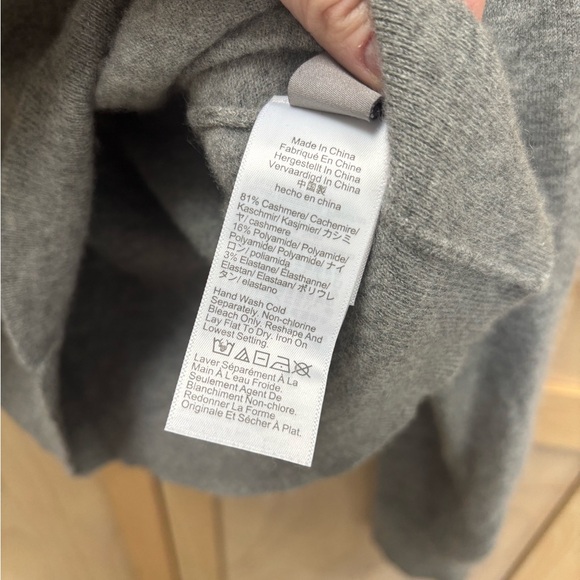 Made In China
Fabriqué En Chine
Hergestellt In China
Vervaardigd In China
中国製
hecho en china
81% Cashmere/ Cachemire/
Kaschmir/ Kasjmier/ カシミ
ヤ/ cashmere
16% Polyamide/ Polyamide/
Polyamide/ Polyamide/ ナイ
ロン/ poliamida
3% Elastane/ Élasthanne/
Elastan/ Elastaan/ ポリウレ
タン/ elastano
Hand Wash Cold
Separately. Non-chlorine
Bleach Only. Reshape And
Lay Flat To Dry. Iron On
Lowest Setting.
Laver Séparément À La
Main À L'eau Froide.
Seulement Agent De
Blanchiment Non-chlore.
Redonner La Forme
Originale Et Sécher À Plat.